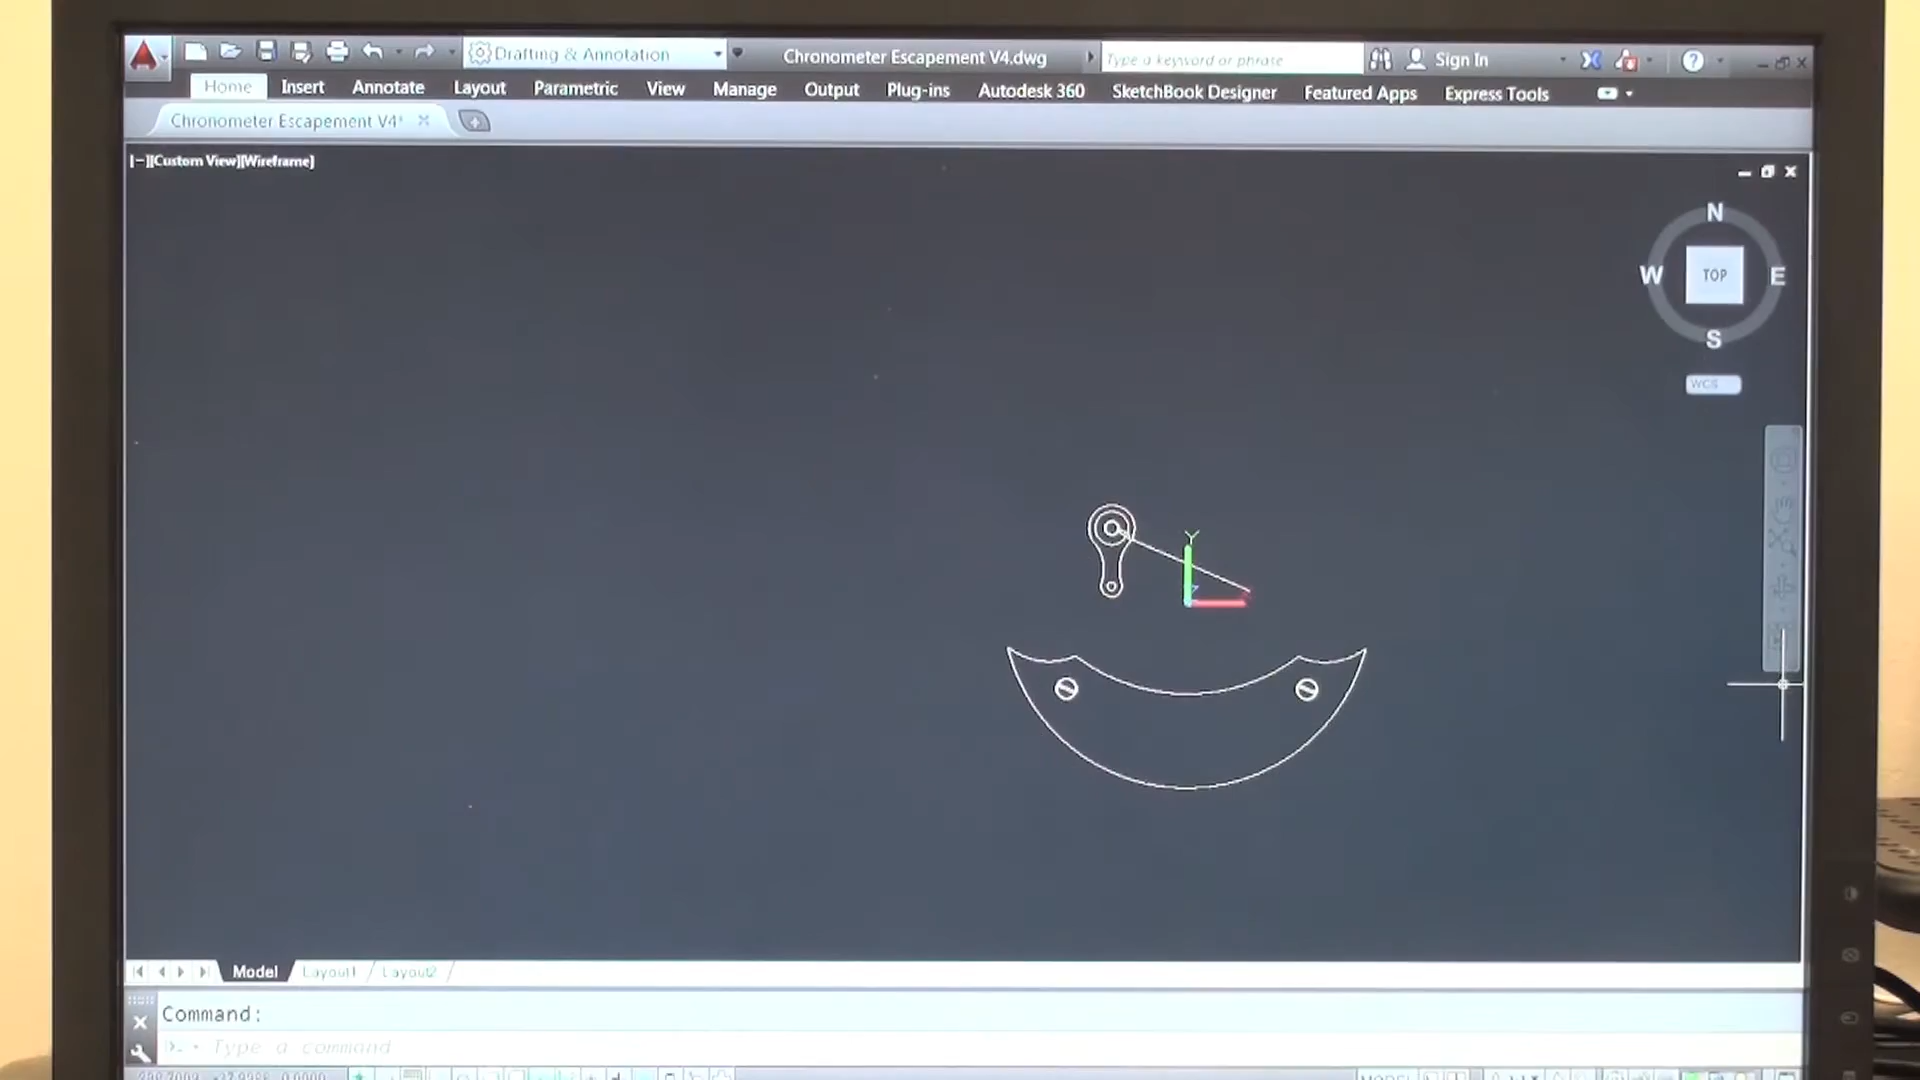 Drafting & Annotation
Chronometer Escapement V4.dwg
Type a keyword or phrase
Sign In
Home Insert Annotate Layout Parametric View Manage Output Plug-ins Autodesk 360 SketchBook Designer Featured Apps Express Tools
Chronometer Escapement V4*
[−][Custom View][Wireframe]
N
W TOP E
S
WCS
Y
Model Layout1 Layout2
Command:
Type a command